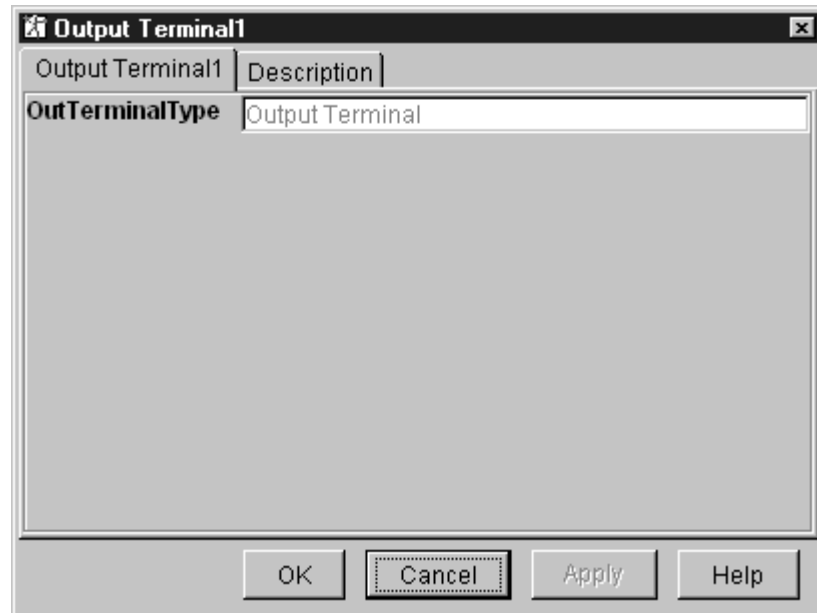 Output Terminal1
Output Terminal1 Description
OutTerminalType Output Terminal
OK Cancel Apply Help